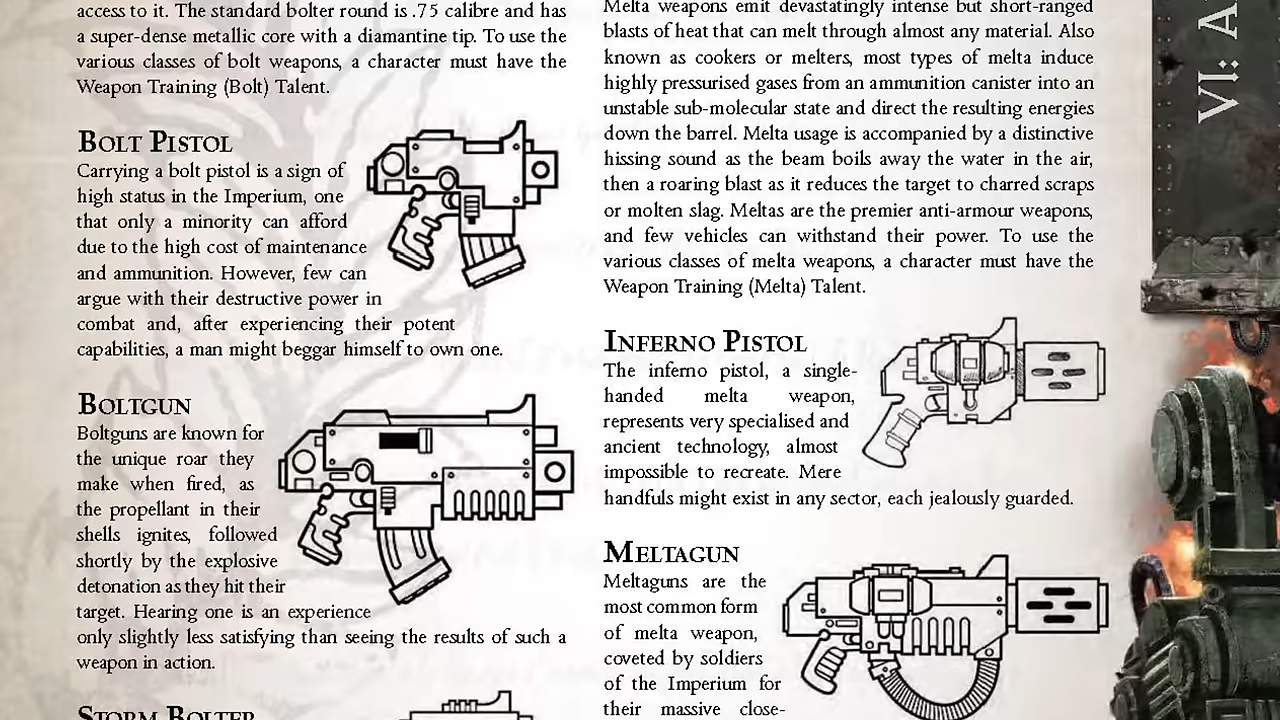 access to it. The standard bolter round is .75 calibre and has
a super-dense metallic core with a diamantine tip. To use the
various classes of bolt weapons, a character must have the
Weapon Training (Bolt) Talent.
BOLT PISTOL
Carrying a bolt pistol is a sign of
high status in the Imperium, one
that only a minority can afford
due to the high cost of maintenance
and ammunition. However, few can
argue with their destructive power in
combat and, after experiencing their potent
capabilities, a man might beggar himself to own one.
BOLTGUN
Boltguns are known for
the unique roar they
make when fired, as
the propellant in their
shells ignites, followed
shortly by the explosive
detonation as they hit their
target. Hearing one is an experience
only slightly less satisfying than seeing the results of such a
weapon in action.
STORM BOLTER
Melta weapons emit devastatingly intense but short-ranged
blasts of heat that can melt through almost any material. Also
known as cookers or melters, most types of melta induce
highly pressurised gases from an ammunition canister into an
unstable sub-molecular state and direct the resulting energies
down the barrel. Melta usage is accompanied by a distinctive
hissing sound as the beam boils away the water in the air,
then a roaring blast as it reduces the target to charred scraps
or molten slag. Meltas are the premier anti-armour weapons,
and few vehicles can withstand their power. To use the
various classes of melta weapons, a character must have the
Weapon Training (Melta) Talent.
INFERNO PISTOL
The inferno pistol, a single-
handed melta weapon,
represents very specialised and
ancient technology, almost
impossible to recreate. Mere
handfuls might exist in any sector, each jealously guarded.
MELTAGUN
Meltaguns are the
most common form
of melta weapon,
coveted by soldiers
of the Imperium for
their massive close-
VI: A